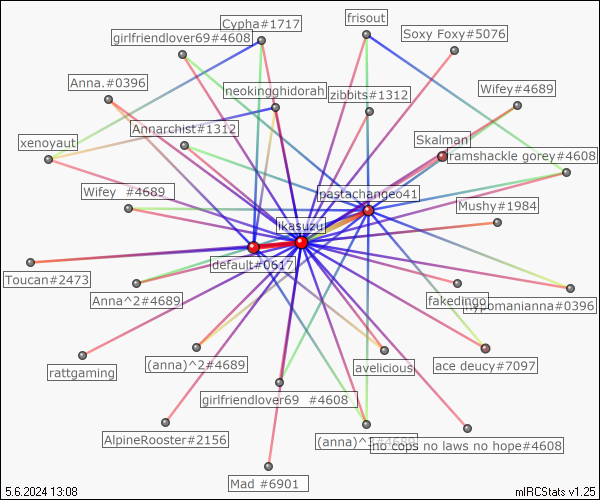 Cypha#1717
frisout
girlfriendlover69#4608
Soxy Foxy#5076
Anna.#0396
neokingghidorah
zibbits#1312
Wifey#4689
Annarchist#1312
Skalman
xenoyaut
ramshackle gorey#4608
Wifey #4689
pastachangeo41
Mushy#1984
ikasuzu
default#0617
Toucan#2473
Anna^2#4689
fakedingo
hypomanianna#0396
(anna)^2#4689
avelicious
ace deucy#7097
rattgaming
girlfriendlover69 #4608
AlpineRooster#2156
(anna)^3#4689
no cops no laws no hope#4608
Mad #6901
5.6.2024 13:08
mIRCStats v1.25